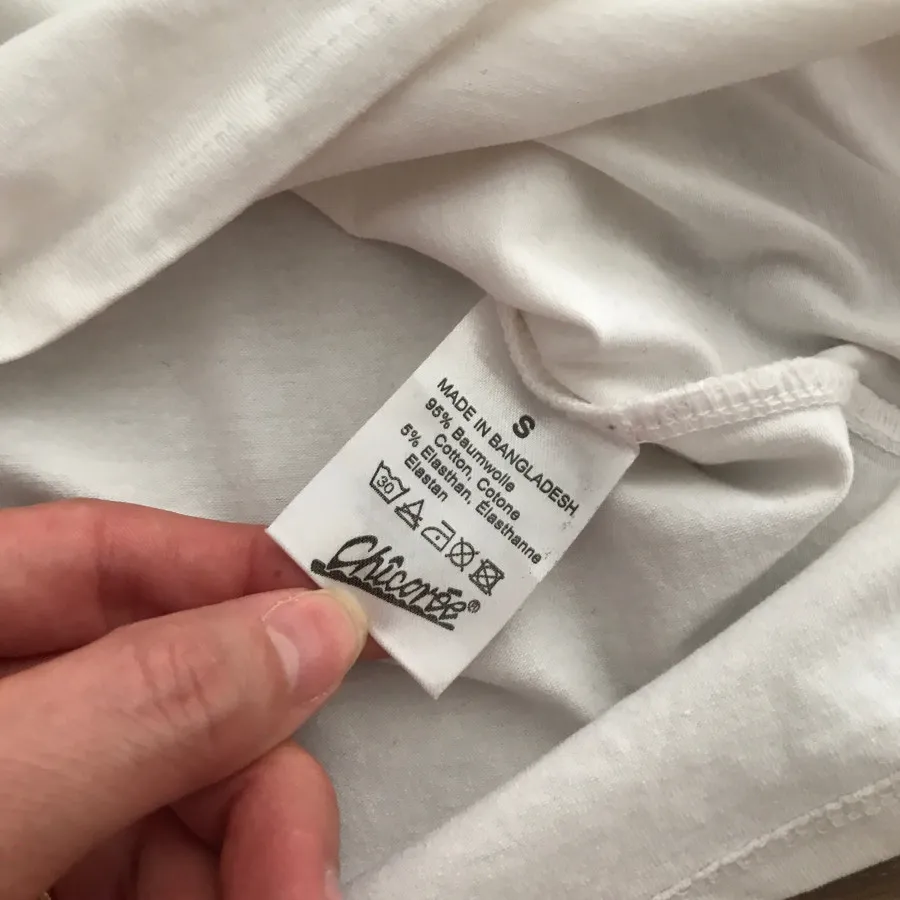 S
MADE IN BANGLADESH
95% Baumwolle
Cotton, Cotone
5% Elasthan, Elasthanne
Elastan
30
Chicorée®